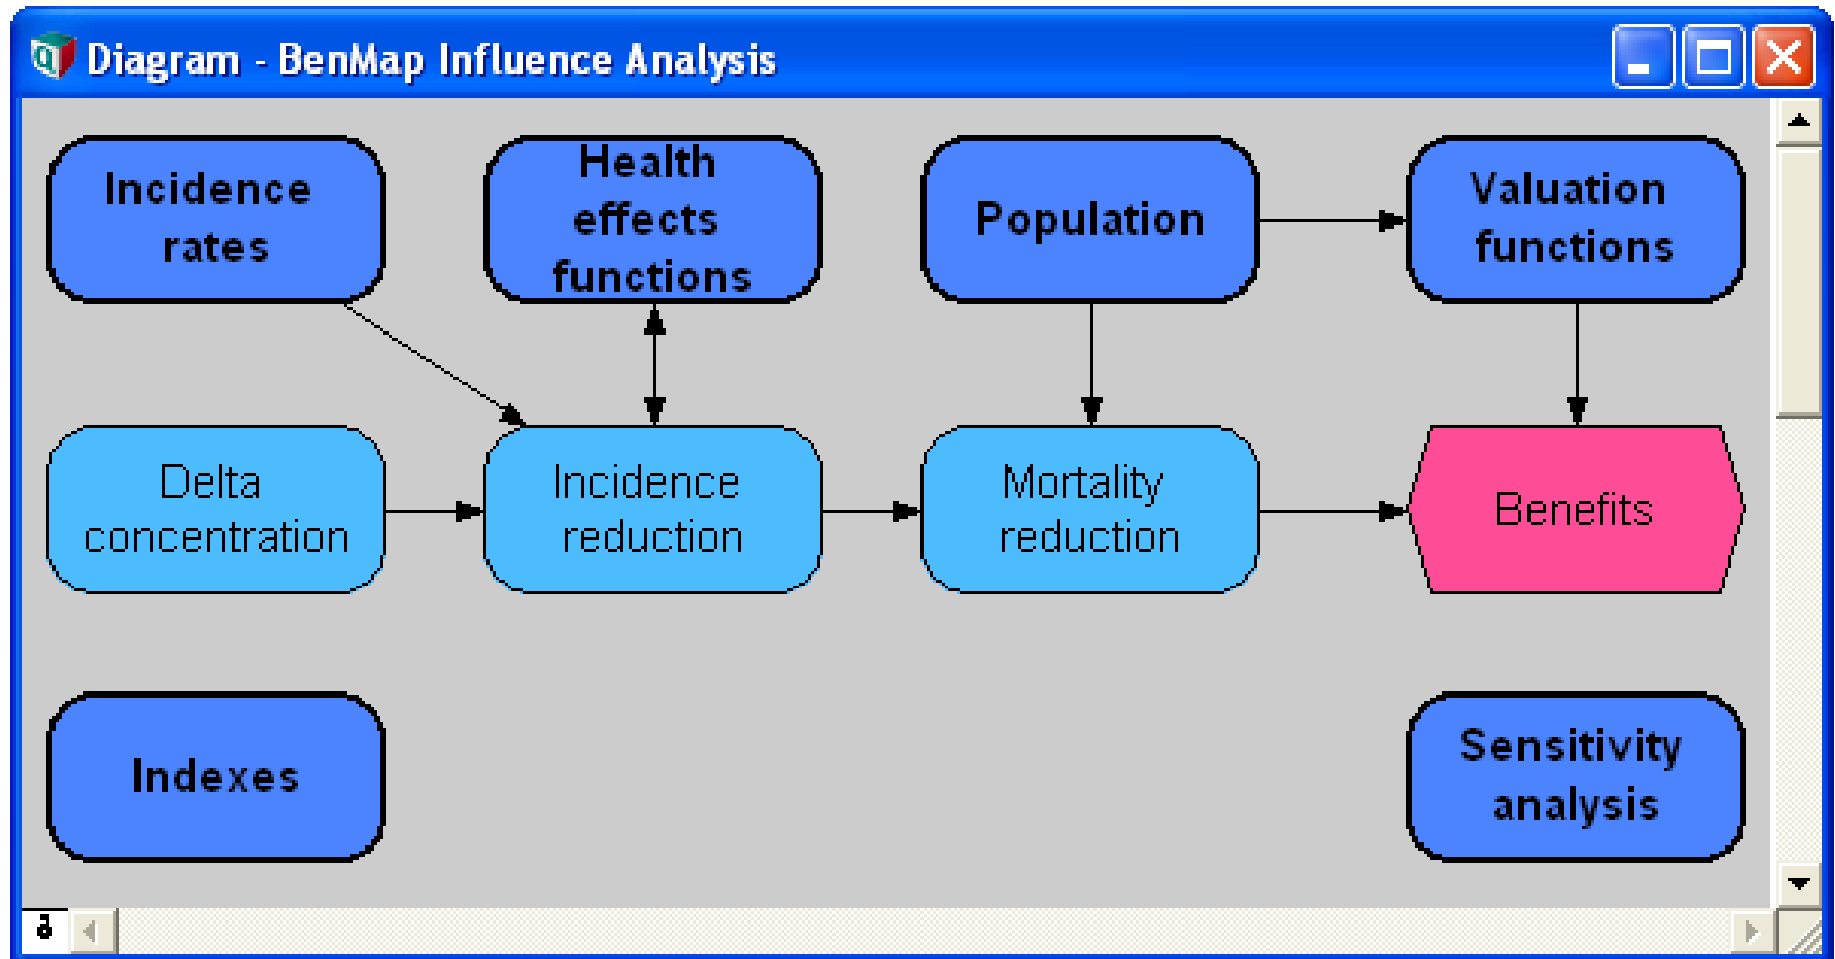 Diagram - BenMap Influence Analysis
Incidence
rates
Health
effects
functions
Population
Valuation
functions
Delta
concentration
Incidence
reduction
Mortality
reduction
Benefits
Indexes
Sensitivity
analysis